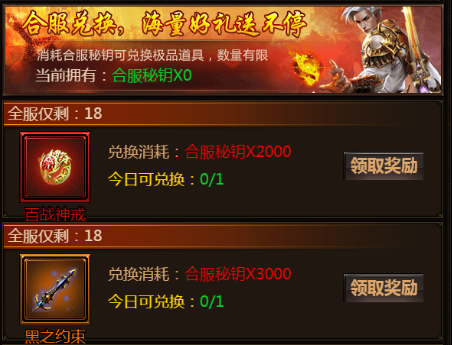 合服兑换，海量好礼送不停
消耗合服秘钥可兑换极品道具，数量有限
当前拥有：合服秘钥X0
全服仅剩：18
兑换消耗：合服秘钥X2000
今日可兑换：0/1
领取奖励
百战神戒
全服仅剩：18
兑换消耗：合服秘钥X3000
今日可兑换：0/1
领取奖励
黑之约束